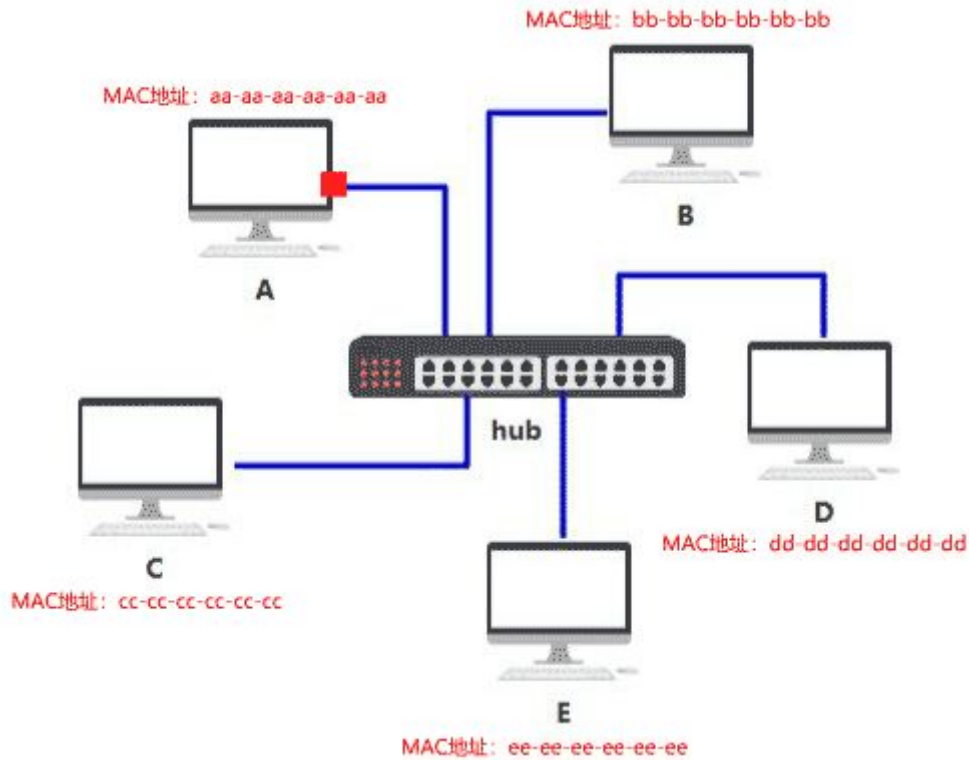 MAC地址：bb-bb-bb-bb-bb-bb
MAC地址：aa-aa-aa-aa-aa-aa
B
A
hub
D
MAC地址：dd-dd-dd-dd-dd-dd
C
MAC地址：cc-cc-cc-cc-cc-cc
E
MAC地址：ee-ee-ee-ee-ee-ee